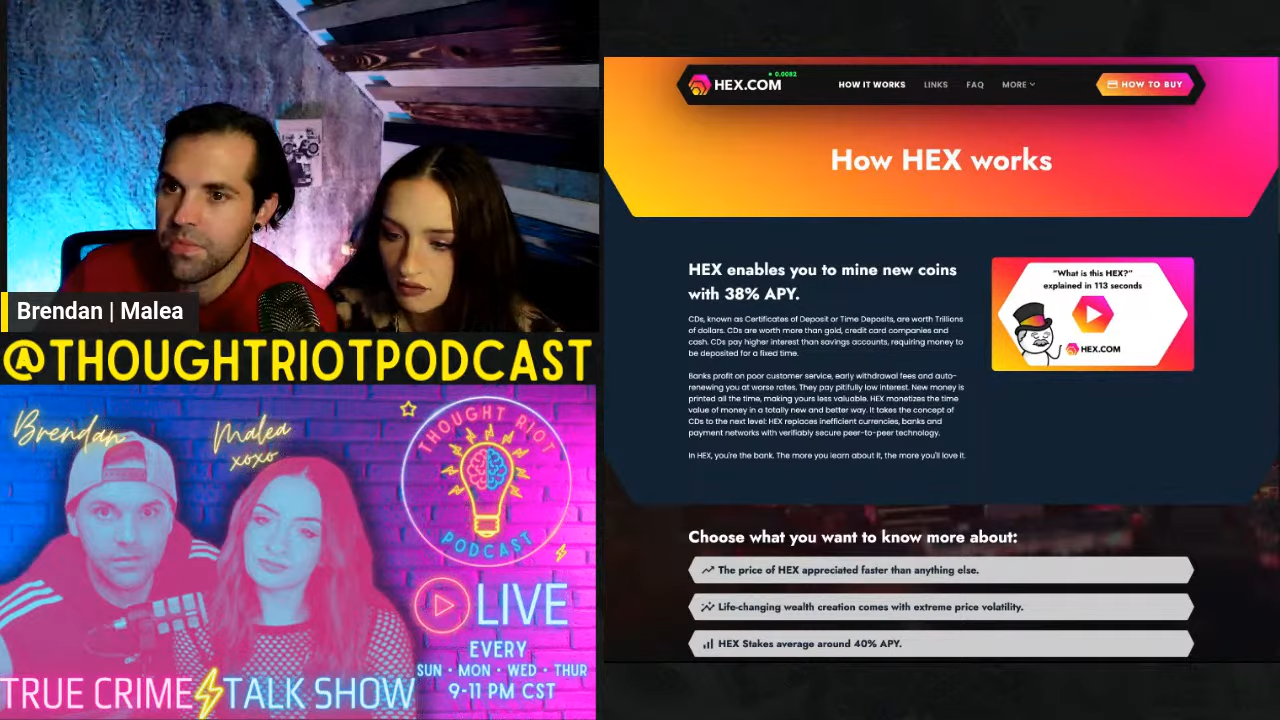 Brendan | Malea
@THOUGHTRIOTPODCAST
Brendan
Malea
xoxo
THOUGHT RIOT
PODCAST
LIVE
EVERY
SUN • MON • WED • THUR
9-11 PM CST
TRUE CRIME TALK SHOW
HEX.COM
0.0082
HOW IT WORKS
LINKS
FAQ
MORE
HOW TO BUY
How HEX works
HEX enables you to mine new coins
with 38% APY.
CDs, known as Certificates of Deposit or Time Deposits, are worth Trillions
of dollars. CDs are worth more than gold, credit card companies and
cash. CDs pay higher interest than savings accounts, requiring money to
be deposited for a fixed time.
Banks profit on poor customer service, early withdrawal fees and auto-
renewing you at worse rates. They pay pitifully low interest. New money is
printed all the time, making yours less valuable. HEX monetizes the time
value of money in a totally new and better way. It takes the concept of
CDs to the next level: HEX replaces inefficient currencies, banks and
payment networks with verifiably secure peer-to-peer technology.
In HEX, you're the bank. The more you learn about it, the more you'll love it.
"What is this HEX?"
explained in 113 seconds
HEX.COM
Choose what you want to know more about:
The price of HEX appreciated faster than anything else.
Life-changing wealth creation comes with extreme price volatility.
HEX Stakes average around 40% APY.